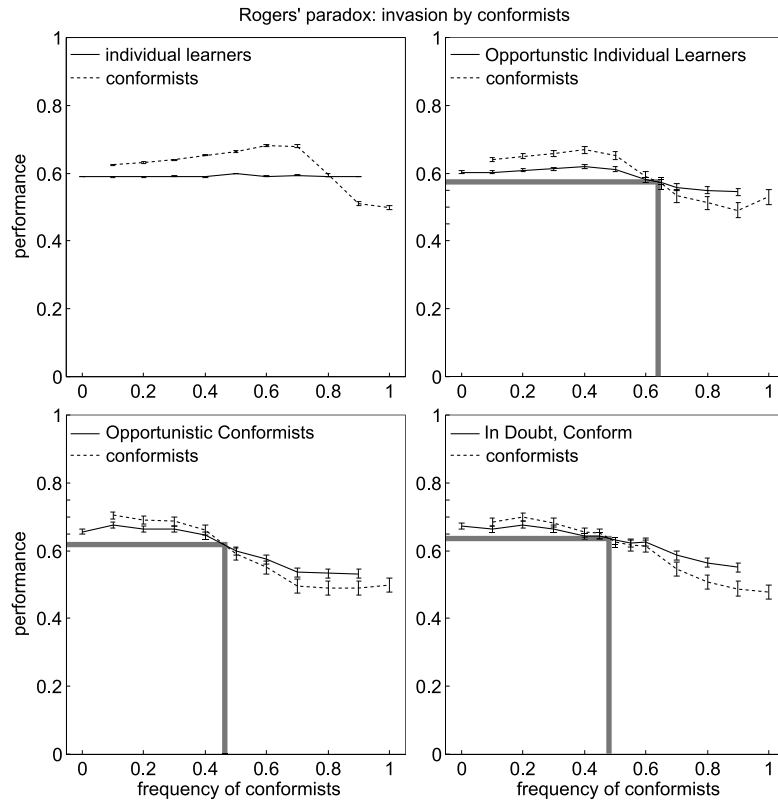 Rogers' paradox: invasion by conformists
1
individual learners
conformists
0.8
0.6
0.4
0.2
0
performance
0 0.2 0.4 0.6 0.8 1
1
Opportunstic Individual Learners
conformists
0.8
0.6
0.4
0.2
0
0 0.2 0.4 0.6 0.8 1
1
Opportunistic Conformists
conformists
0.8
0.6
0.4
0.2
0
performance
0 0.2 0.4 0.6 0.8 1
frequency of conformists
1
In Doubt, Conform
conformists
0.8
0.6
0.4
0.2
0
0 0.2 0.4 0.6 0.8 1
frequency of conformists